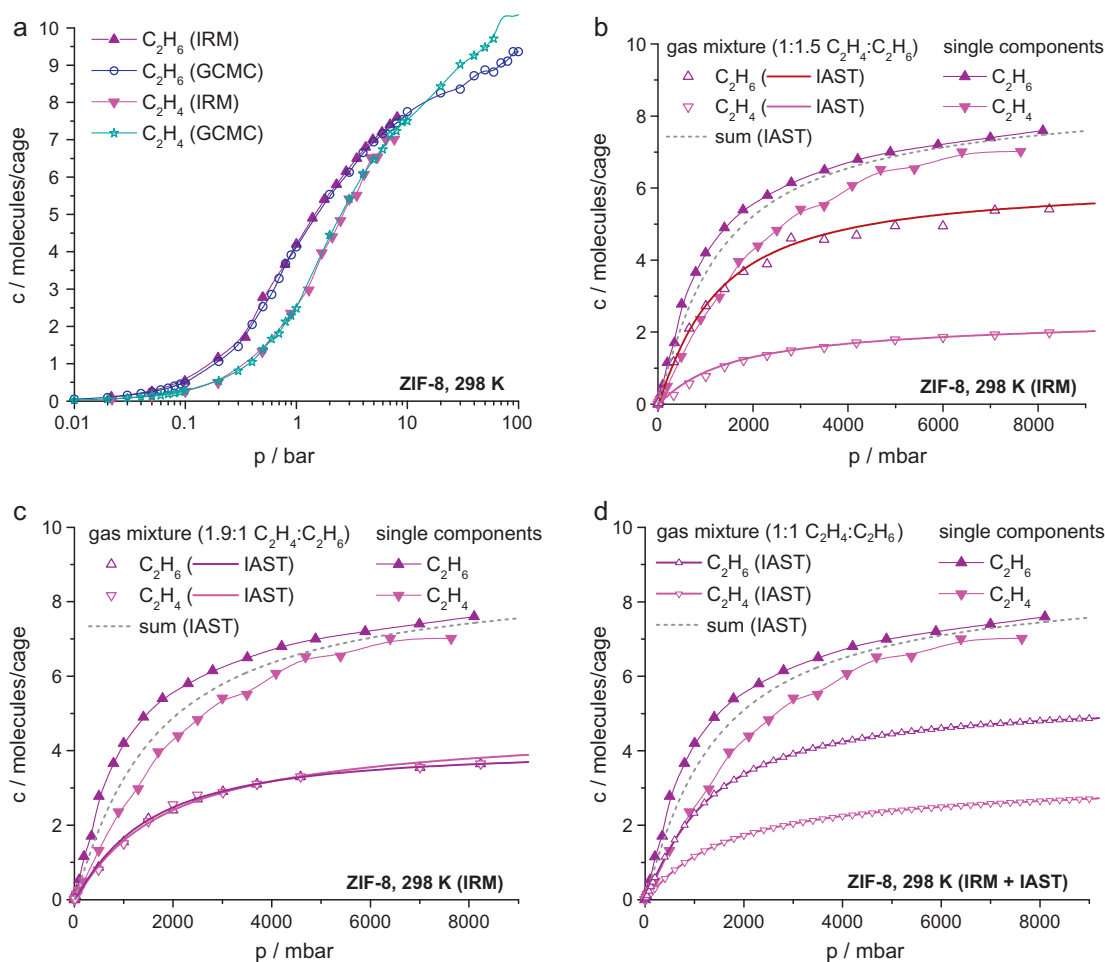 a
C₂H₆ (IRM)
C₂H₆ (GCMC)
C₂H₄ (IRM)
C₂H₄ (GCMC)
c / molecules/cage
10
9
8
7
6
5
4
3
2
1
0
0.01 0.1 1 10 100
p / bar
ZIF-8, 298 K
b
gas mixture (1:1.5 C₂H₄:C₂H₆) single components
C₂H₆ ( IAST) C₂H₆
C₂H₄ ( IAST) C₂H₄
sum (IAST)
c / molecules/cage
10
8
6
4
2
0
0 2000 4000 6000 8000
p / mbar
ZIF-8, 298 K (IRM)
c
gas mixture (1.9:1 C₂H₄:C₂H₆) single components
C₂H₆ ( IAST) C₂H₆
C₂H₄ ( IAST) C₂H₄
sum (IAST)
c / molecules/cage
10
8
6
4
2
0
0 2000 4000 6000 8000
p / mbar
ZIF-8, 298 K (IRM)
d
gas mixture (1:1 C₂H₄:C₂H₆) single components
C₂H₆ (IAST) C₂H₆
C₂H₄ (IAST) C₂H₄
sum (IAST)
c / molecules/cage
10
8
6
4
2
0
0 2000 4000 6000 8000
p / mbar
ZIF-8, 298 K (IRM + IAST)